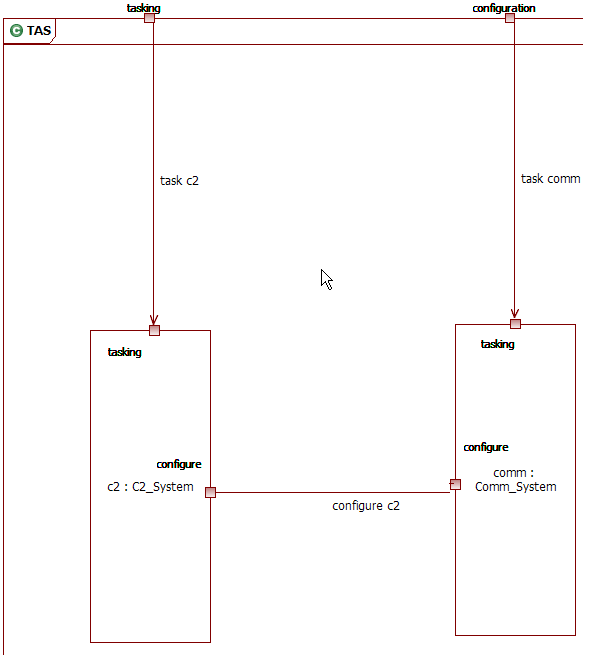 tasking
configuration
C TAS
task c2
task comm
tasking
tasking
configure
configure
c2 : C2_System
comm :
Comm_System
configure c2